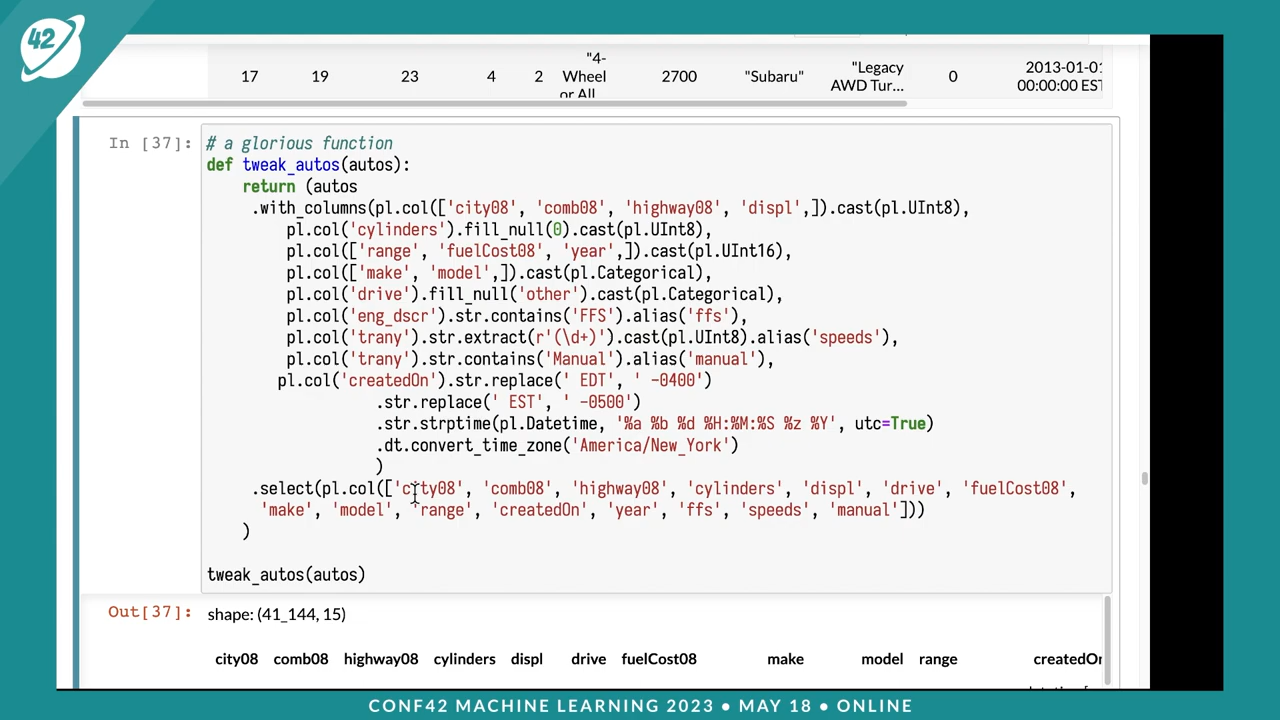 42
17 19 23 4 2 "4-Wheel or All... 2700 "Subaru" "Legacy AWD Tur... 0 2013-01-01 00:00:00 EST
In [37]:
# a glorious function
def tweak_autos(autos):
    return (autos
     .with_columns(pl.col(['city08', 'comb08', 'highway08', 'displ',]).cast(pl.UInt8),
          pl.col('cylinders').fill_null(0).cast(pl.UInt8),
          pl.col(['range', 'fuelCost08', 'year',]).cast(pl.UInt16),
          pl.col(['make', 'model',]).cast(pl.Categorical),
          pl.col('drive').fill_null('other').cast(pl.Categorical),
          pl.col('eng_dscr').str.contains('FFS').alias('ffs'),
          pl.col('trany').str.extract(r'(\d+)').cast(pl.UInt8).alias('speeds'),
          pl.col('trany').str.contains('Manual').alias('manual'),
         pl.col('createdOn').str.replace(' EDT', ' -0400')
                   .str.replace(' EST', ' -0500')
                   .str.strptime(pl.Datetime, '%a %b %d %H:%M:%S %z %Y', utc=True)
                   .dt.convert_time_zone('America/New_York')
                   )
     .select(pl.col(['city08', 'comb08', 'highway08', 'cylinders', 'displ', 'drive', 'fuelCost08',
      'make', 'model', 'range', 'createdOn', 'year', 'ffs', 'speeds', 'manual']))
    )
tweak_autos(autos)
Out[37]: shape: (41_144, 15)
city08 comb08 highway08 cylinders displ drive fuelCost08 make model range createdOn
CONF42 MACHINE LEARNING 2023 • MAY 18 • ONLINE